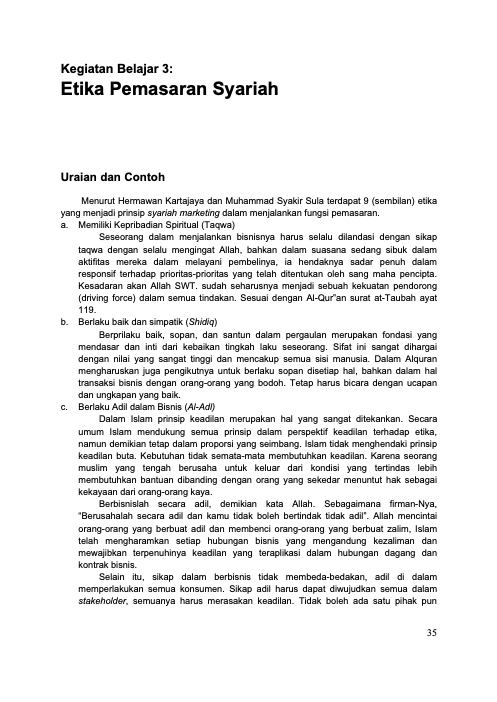 Kegiatan Belajar 3:
Etika Pemasaran Syariah
Uraian dan Contoh
Menurut Hermawan Kartajaya dan Muhammad Syakir Sula terdapat 9 (sembilan) etika
yang menjadi prinsip syariah marketing dalam menjalankan fungsi pemasaran.
a. Memiliki Kepribadian Spiritual (Taqwa)
Seseorang dalam menjalankan bisnisnya harus selalu dilandasi dengan sikap
taqwa dengan selalu mengingat Allah, bahkan dalam suasana sedang sibuk dalam
aktifitas mereka dalam melayani pembelinya, ia hendaknya sadar penuh dalam
responsif terhadap prioritas-prioritas yang telah ditentukan oleh sang maha pencipta.
Kesadaran akan Allah SWT. sudah seharusnya menjadi sebuah kekuatan pendorong
(driving force) dalam semua tindakan. Sesuai dengan Al-Qur"an surat at-Taubah ayat
119.
b. Berlaku baik dan simpatik (Shidiq)
Berprilaku baik, sopan, dan santun dalam pergaulan merupakan fondasi yang
mendasar dan inti dari kebaikan tingkah laku seseorang. Sifat ini sangat dihargai
dengan nilai yang sangat tinggi dan mencakup semua sisi manusia. Dalam Alquran
mengharuskan juga pengikutnya untuk berlaku sopan disetiap hal, bahkan dalam hal
transaksi bisnis dengan orang-orang yang bodoh. Tetap harus bicara dengan ucapan
dan ungkapan yang baik.
c. Berlaku Adil dalam Bisnis (Al-Adl)
Dalam Islam prinsip keadilan merupakan hal yang sangat ditekankan. Secara
umum Islam mendukung semua prinsip dalam perspektif keadilan terhadap etika,
namun demikian tetap dalam proporsi yang seimbang. Islam tidak menghendaki prinsip
keadilan buta. Kebutuhan tidak semata-mata membutuhkan keadilan. Karena seorang
muslim yang tengah berusaha untuk keluar dari kondisi yang tertindas lebih
membutuhkan bantuan dibanding dengan orang yang sekedar menuntut hak sebagai
kekayaan dari orang-orang kaya.
Berbisnislah secara adil, demikian kata Allah. Sebagaimana firman-Nya,
“Berusahalah secara adil dan kamu tidak boleh bertindak tidak adil”. Allah mencintai
orang-orang yang berbuat adil dan membenci orang-orang yang berbuat zalim, Islam
telah mengharamkan setiap hubungan bisnis yang mengandung kezaliman dan
mewajibkan terpenuhinya keadilan yang teraplikasi dalam hubungan dagang dan
kontrak bisnis.
Selain itu, sikap dalam berbisnis tidak membeda-bedakan, adil di dalam
memperlakukan semua konsumen. Sikap adil harus dapat diwujudkan semua dalam
stakeholder, semuanya harus merasakan keadilan. Tidak boleh ada satu pihak pun
35